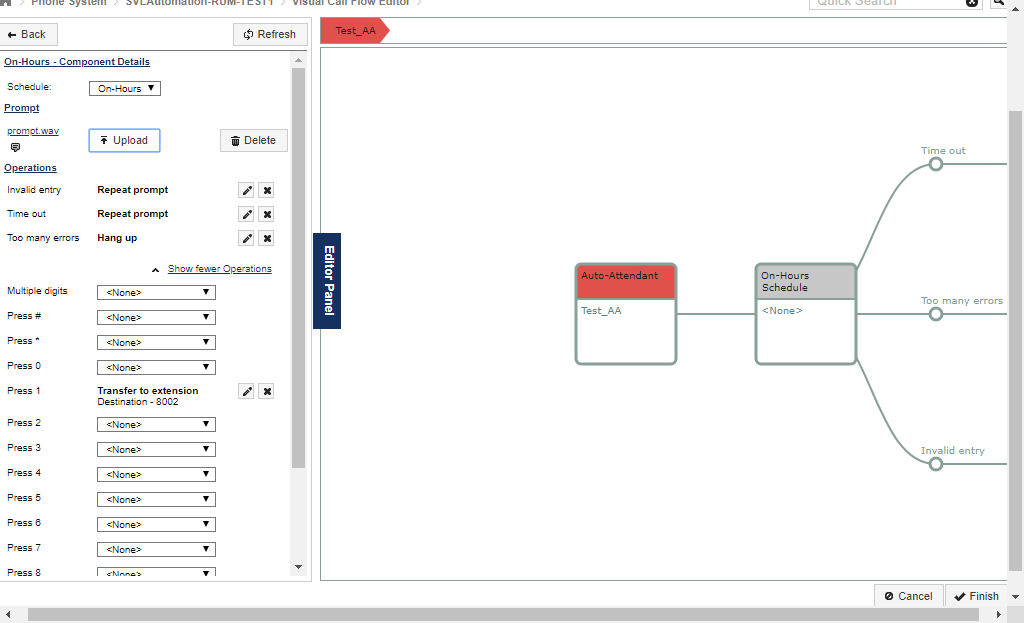 Phone System
SVLAutomation-RUM-TEST1
Visual Call Flow Editor
Quick Search
Back
Refresh
Test_AA
On-Hours - Component Details
Schedule:
On-Hours
Prompt
prompt.wav
Upload
Delete
Operations
Invalid entry
Repeat prompt
Time out
Repeat prompt
Too many errors
Hang up
Show fewer Operations
Multiple digits
<None>
Press #
<None>
Press *
<None>
Press 0
<None>
Press 1
Transfer to extension
Destination - 8002
Press 2
<None>
Press 3
<None>
Press 4
<None>
Press 5
<None>
Press 6
<None>
Press 7
<None>
Press 8
<None>
Editor Panel
Auto-Attendant
Test_AA
On-Hours
Schedule
<None>
Time out
Too many errors
Invalid entry
Cancel
Finish